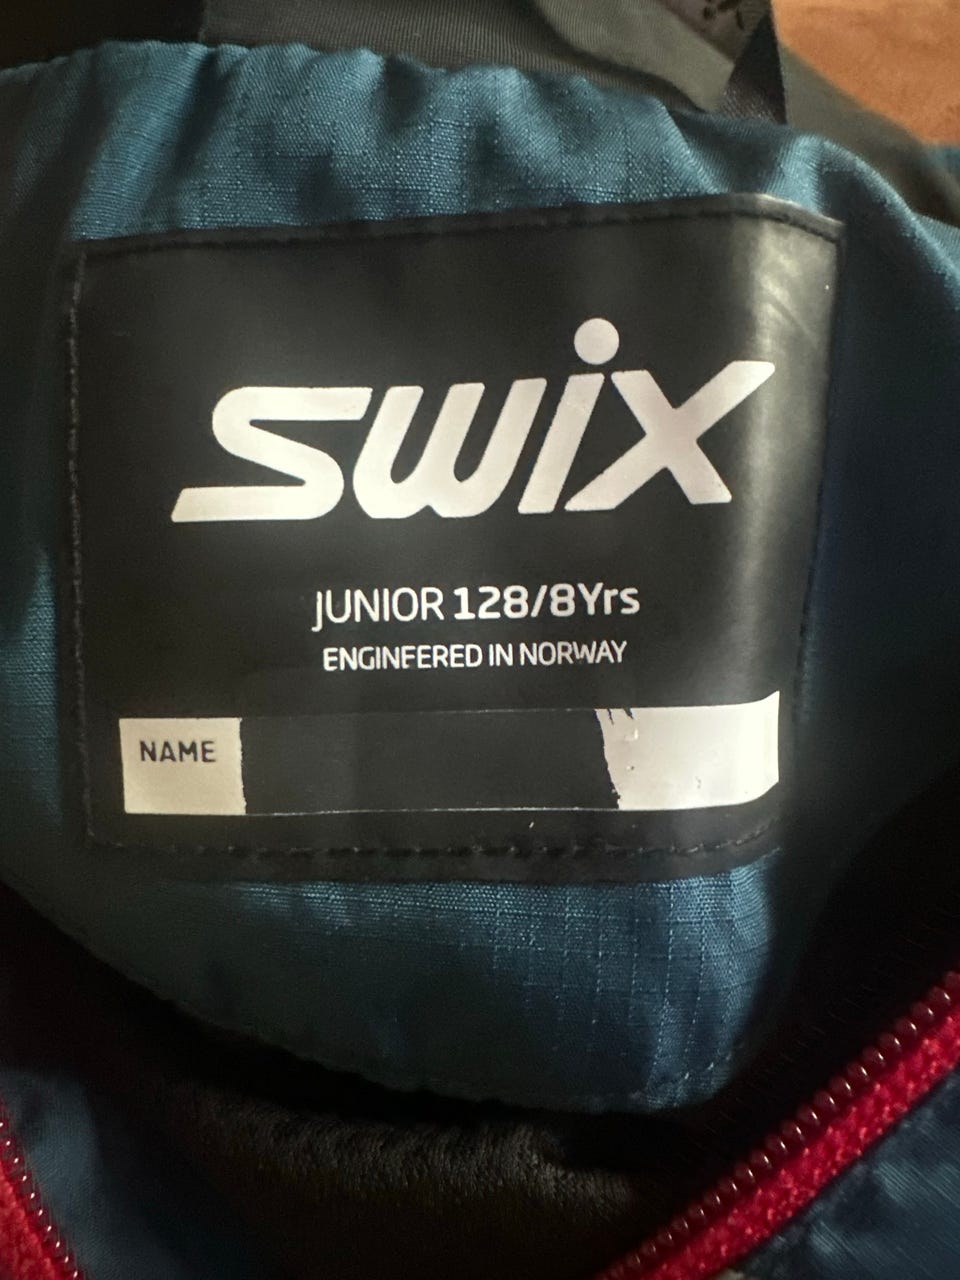 swix
JUNIOR 128/8Yrs
ENGINFERED IN NORWAY
NAME